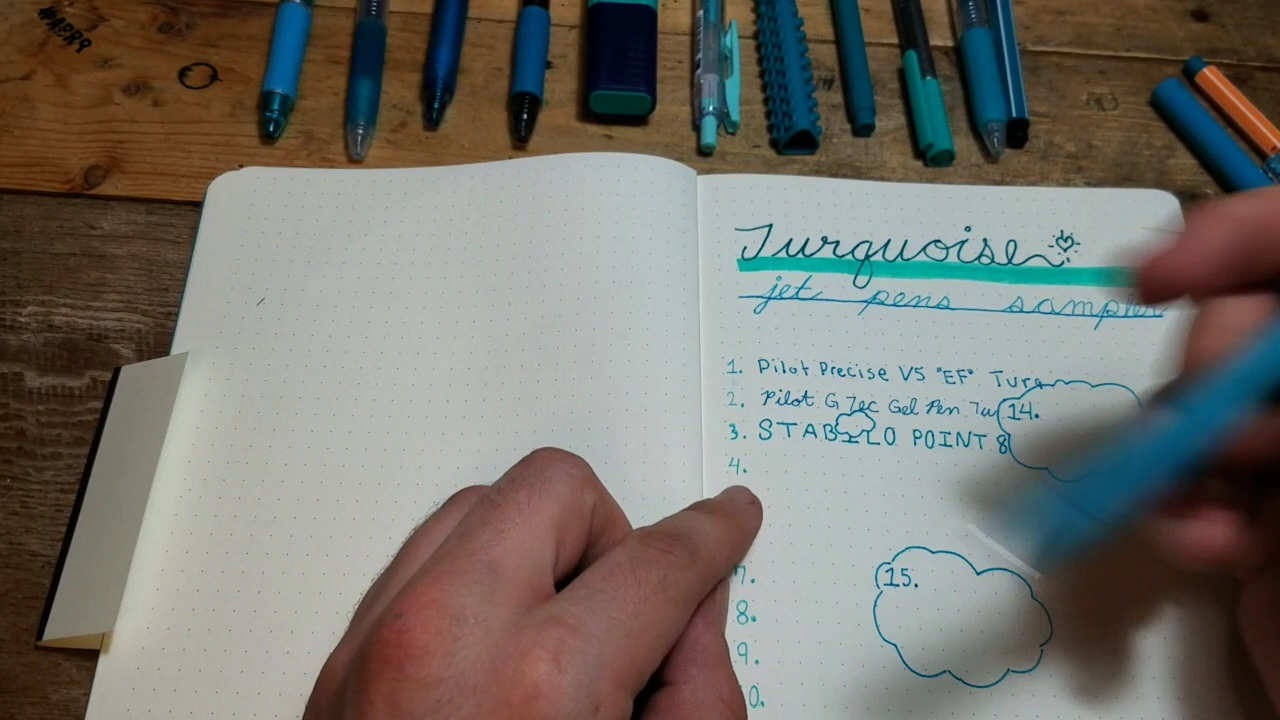 Turquoise
jet pens sampler
1. Pilot Precise V5 "EF" Turq
2. Pilot G Tec Gel Pen Tu
3. STABILO POINT 8
4.
14.
7.
15.
8.
9.
0.